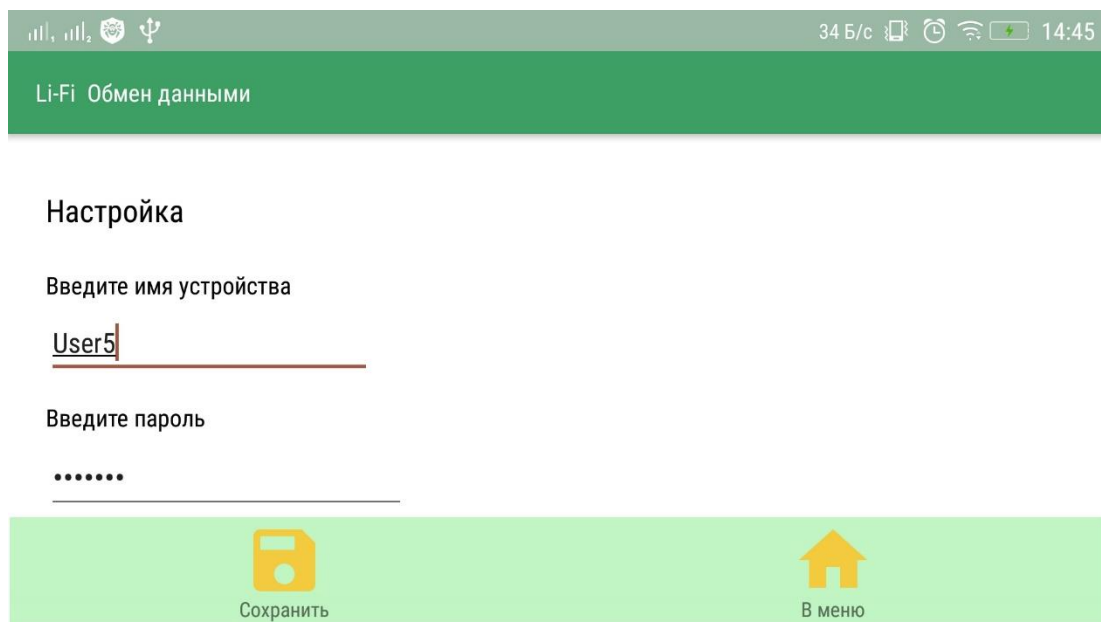 34 Б/с 14:45
Li-Fi Обмен данными
Настройка
Введите имя устройства
User5
Введите пароль
•••••••
Сохранить В меню